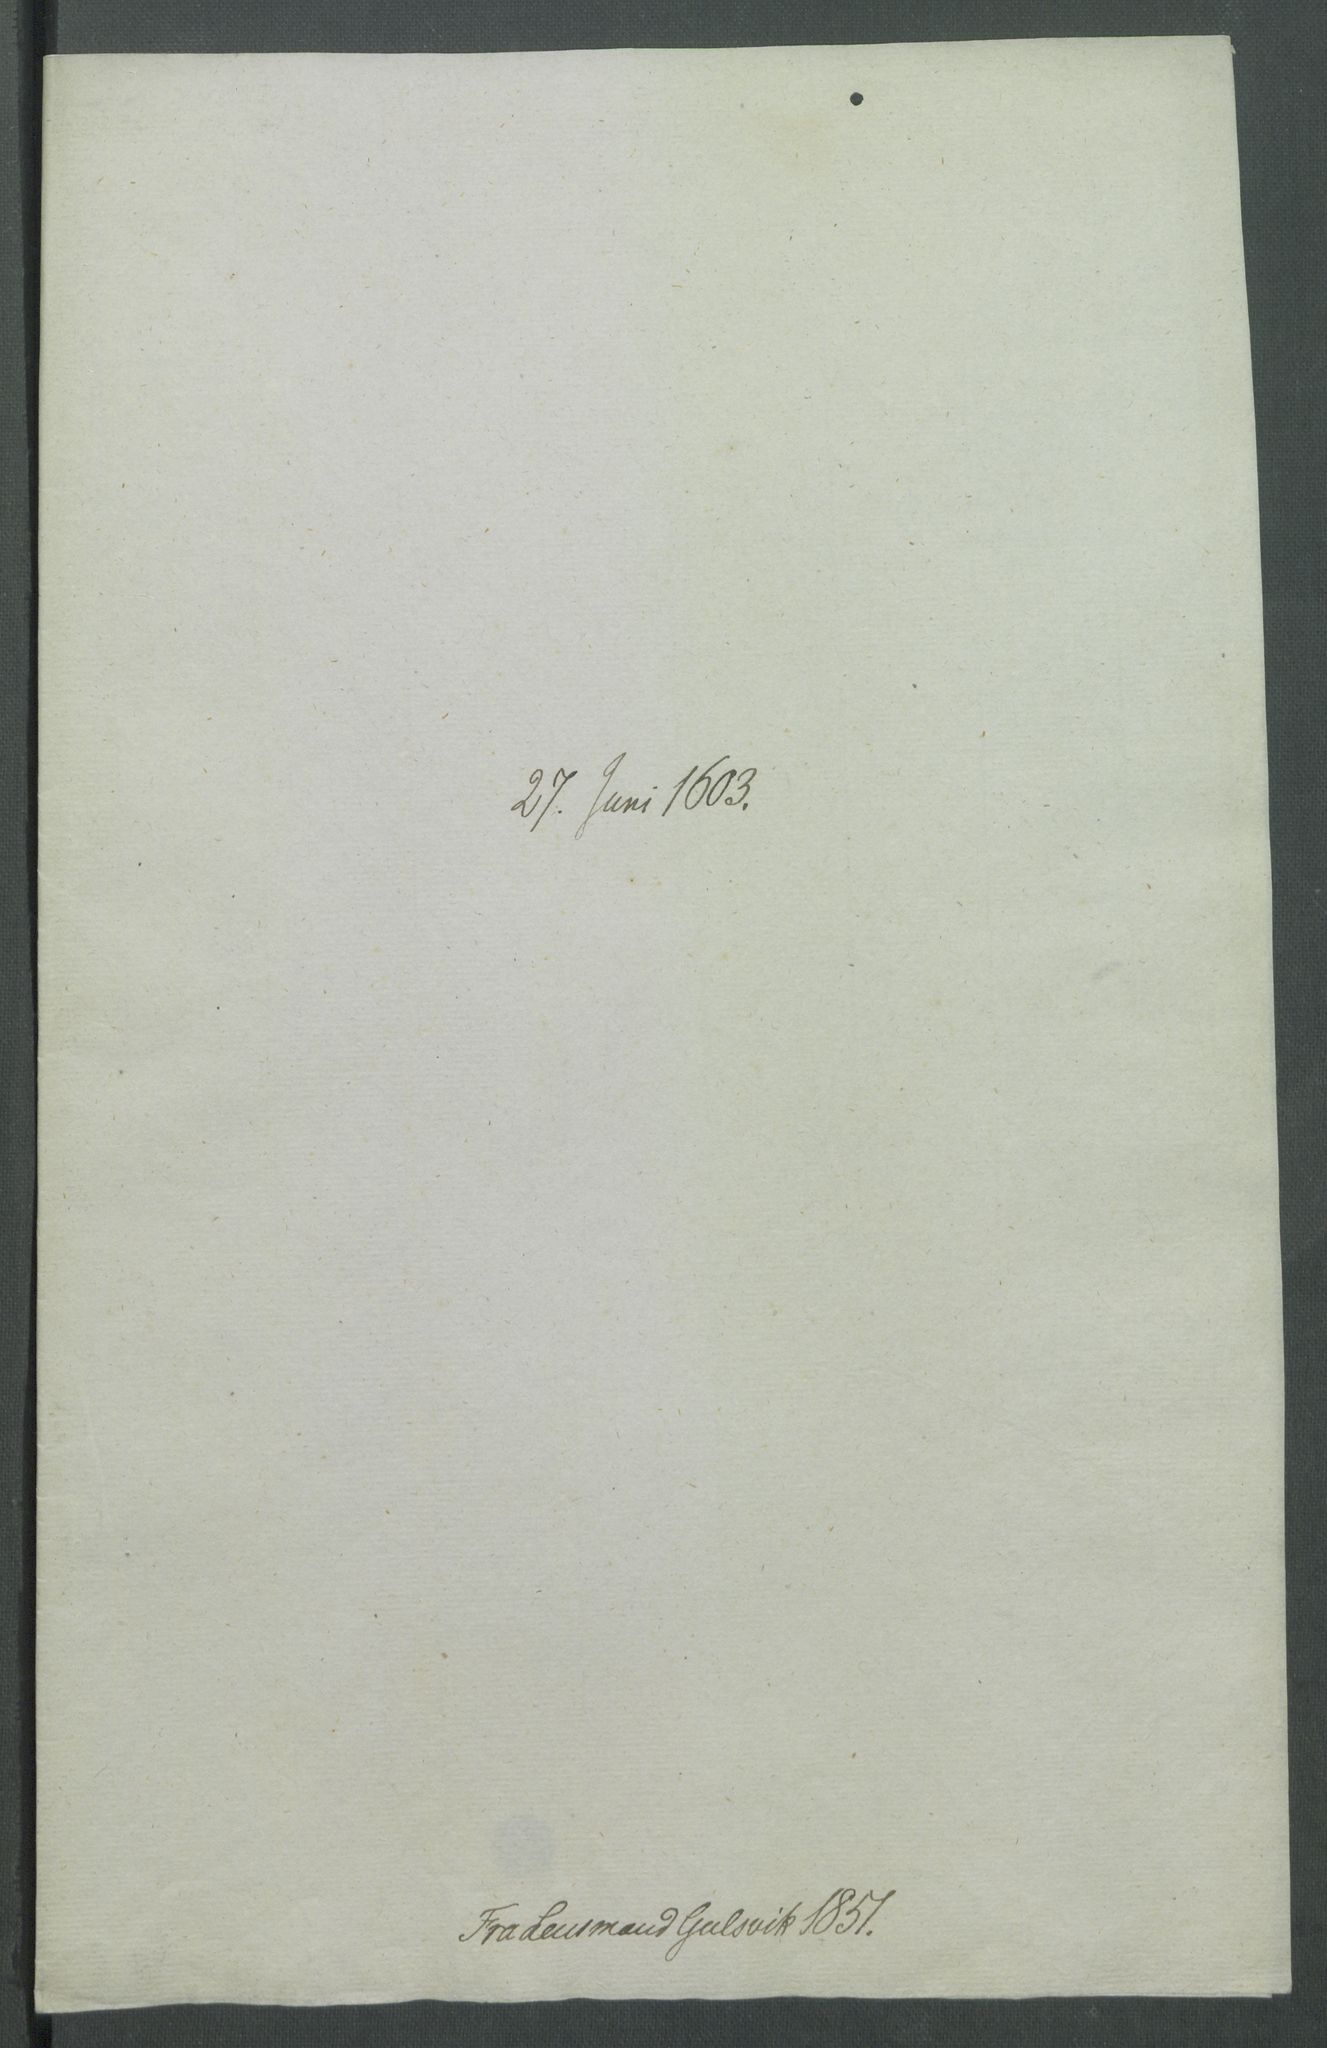 27. Juni 1603.
Fra Lensmand Gulsvik 1851.